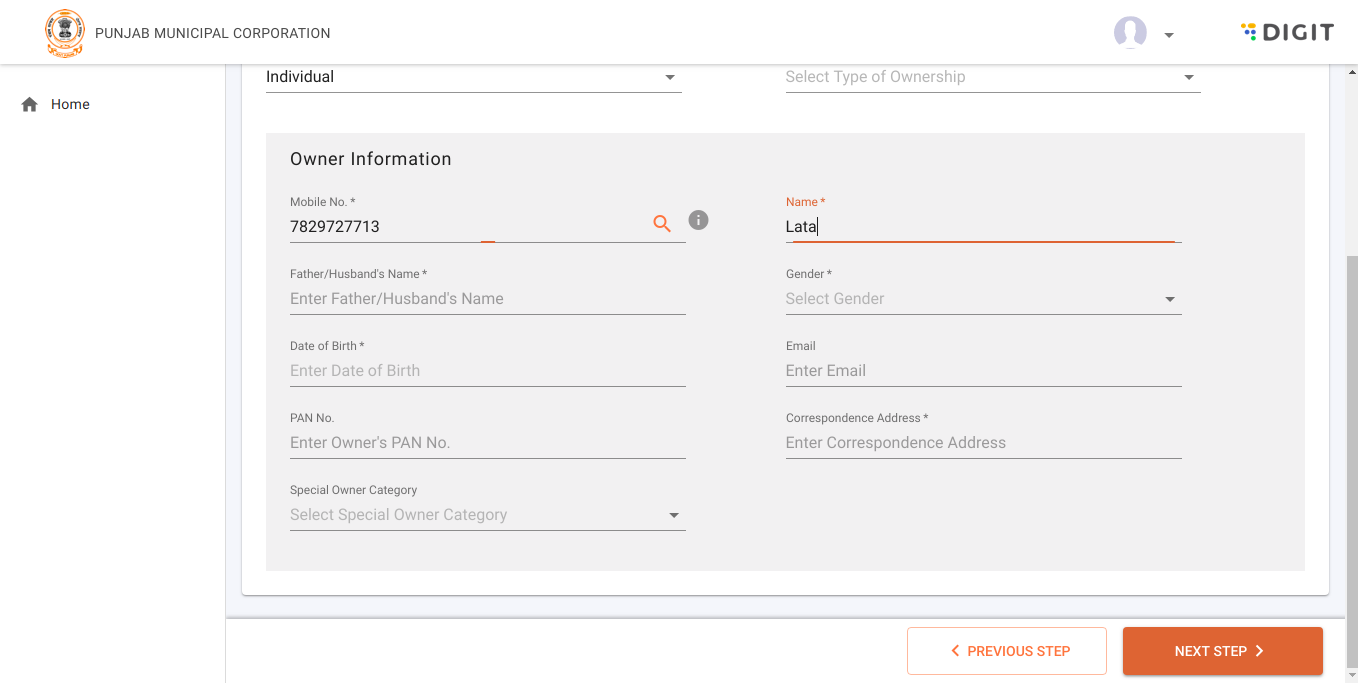 PUNJAB MUNICIPAL CORPORATION
DIGIT
Individual
Select Type of Ownership
Home
Owner Information
Mobile No. *
Name *
7829727713
Lata
Father/Husband's Name *
Gender *
Enter Father/Husband's Name
Select Gender
Date of Birth *
Email
Enter Date of Birth
Enter Email
PAN No.
Correspondence Address *
Enter Owner's PAN No.
Enter Correspondence Address
Special Owner Category
Select Special Owner Category
PREVIOUS STEP
NEXT STEP